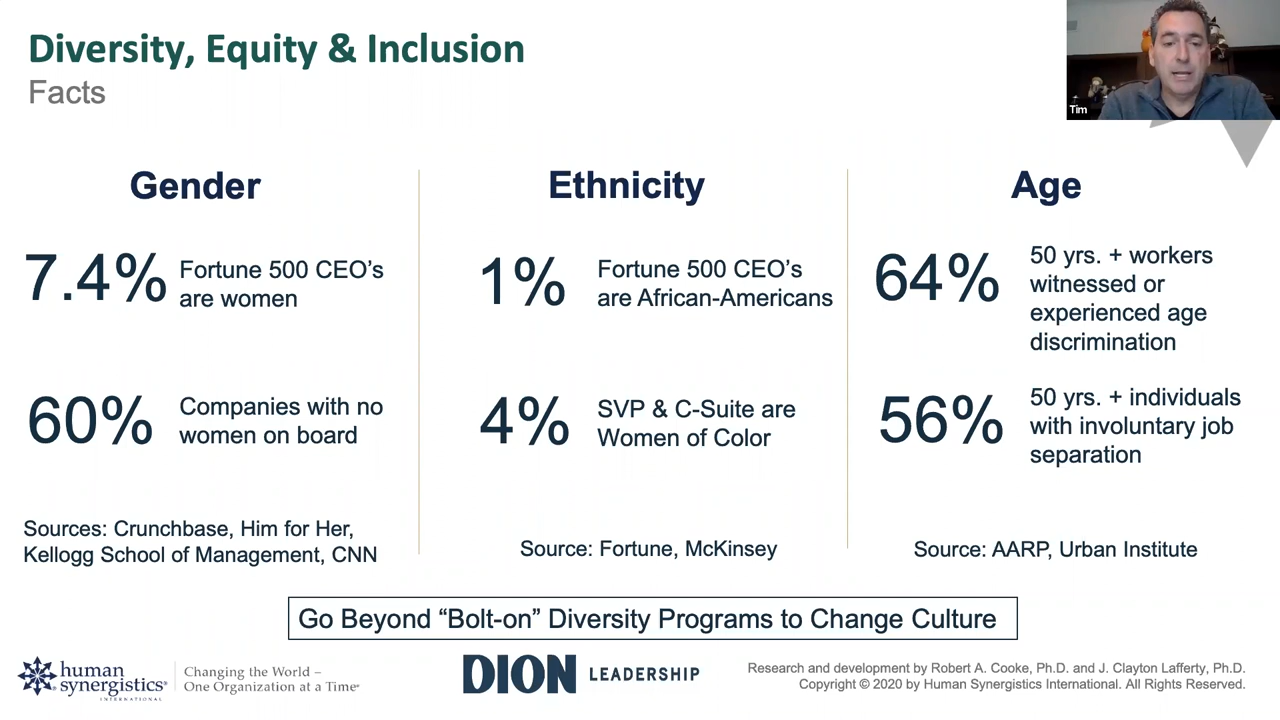 Diversity, Equity & Inclusion
Facts
Tim
Gender
7.4%
Fortune 500 CEO’s
are women
60%
Companies with no
women on board
Sources: Crunchbase, Him for Her,
Kellogg School of Management, CNN
Ethnicity
1%
Fortune 500 CEO’s
are African-Americans
4%
SVP & C-Suite are
Women of Color
Source: Fortune, McKinsey
Age
64%
50 yrs. + workers
witnessed or
experienced age
discrimination
56%
50 yrs. + individuals
with involuntary job
separation
Source: AARP, Urban Institute
Go Beyond “Bolt-on” Diversity Programs to Change Culture
human
synergistics®
INTERNATIONAL
Changing the World –
One Organization at a Time®
DION LEADERSHIP
Research and development by Robert A. Cooke, Ph.D. and J. Clayton Lafferty, Ph.D.
Copyright © 2020 by Human Synergistics International. All Rights Reserved.